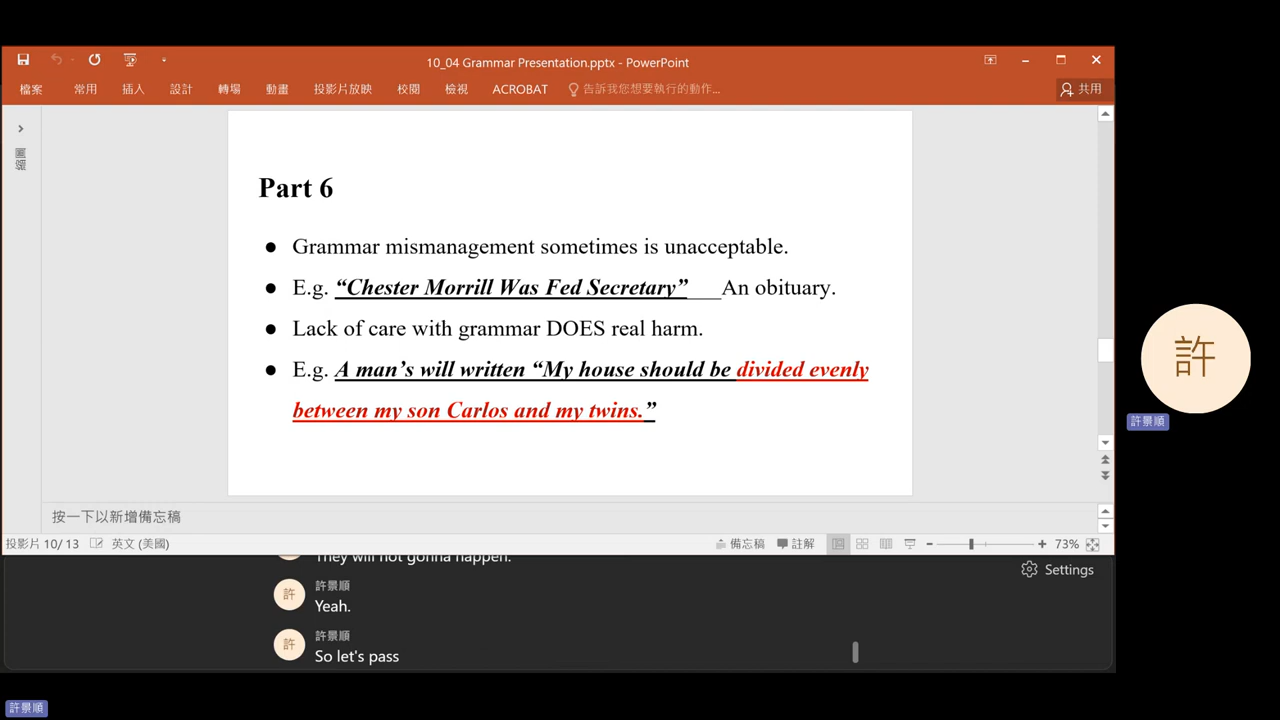 10_04 Grammar Presentation.pptx - PowerPoint
檔案 常用 插入 設計 轉場 動畫 投影片放映 校閱 檢視 ACROBAT 告訴我您想要執行的動作... 共用
Part 6
● Grammar mismanagement sometimes is unacceptable.
● E.g. “Chester Morrill Was Fed Secretary”___An obituary.
● Lack of care with grammar DOES real harm.
● E.g. A man’s will written “My house should be divided evenly
between my son Carlos and my twins.”
按一下以新增備忘稿
投影片 10/ 13 英文 (美國) 備忘稿 註解 73%
They will not gonna happen.
Settings
許 許景順
Yeah.
許 許景順
So let's pass
許
許景順
許景順